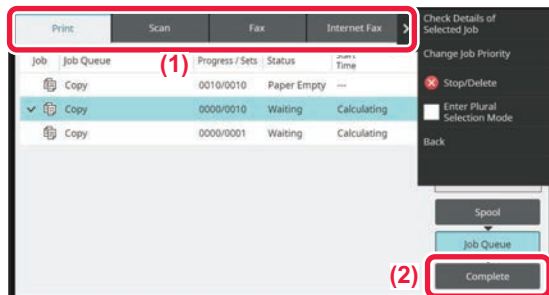 Print Scan Fax Internet Fax
(1)
Job Job Queue Progress / Sets Status Start Time
Copy 0010/0010 Paper Empty ---
Copy 0000/0010 Waiting Calculating
Copy 0000/0001 Waiting Calculating
Check Details of
Selected Job
Change Job Priority
Stop/Delete
Enter Plural
Selection Mode
Back
Spool
Job Queue
(2)
Complete